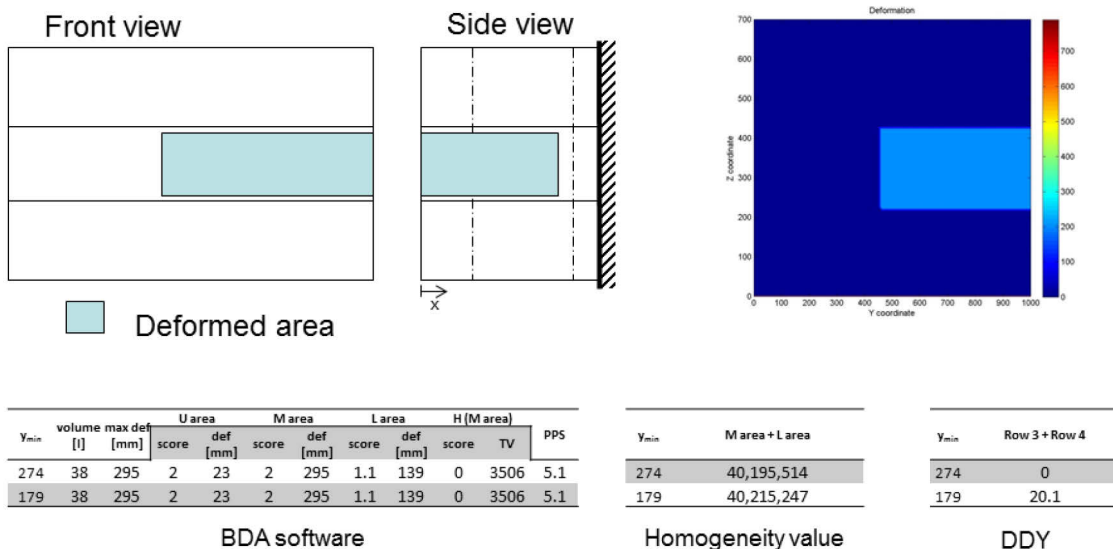 Front view
Side view
x
Deformed area
Deformation
700
600
500
400
300
200
100
0
Z coordinate
0 100 200 300 400 500 600 700 800 900 1000
Y coordinate
700
600
500
400
300
200
100
0
U area M area L area H (M area)
y_min volume [l] max def [mm] score def [mm] score def [mm] score def [mm] score TV PPS
274 38 295 2 23 2 295 1.1 139 0 3506 5.1
179 38 295 2 23 2 295 1.1 139 0 3506 5.1
BDA software
y_min M area + L area
274 40,195,514
179 40,215,247
Homogeneity value
y_min Row 3 + Row 4
274 0
179 20.1
DDY